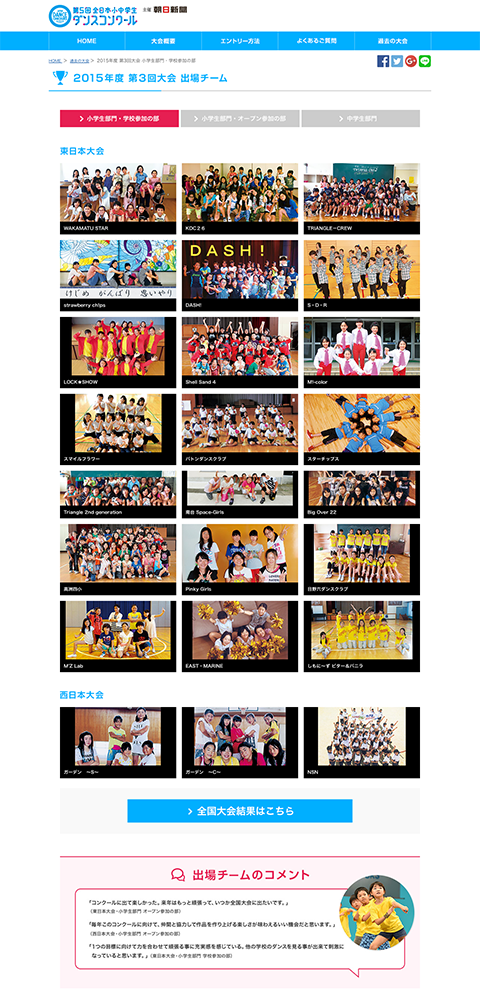 第5回 全日本小中学生
ダンスコンクール
主催 朝日新聞
HOME
大会概要
エントリー方法
よくあるご質問
過去の大会
HOME > 過去の大会 > 2015年度 第3回大会 小学生部門・学校参加の部
2015年度 第3回大会 出場チーム
小学生部門・学校参加の部
小学生部門・オープン参加の部
中学生部門
東日本大会
WAKAMATU STAR
KDC26
TRIANGLE－CREW
けじめ がんばり 思いやり
strawberry chips
DASH!
DASH!
S・D・R
LOCK★SHOW
Shell Sand 4
M!-color
スマイルフラワー
バトンダンスクラブ
スターチップス
Triangle 2nd generation
南台 Space-Girls
Big Over 22
高洲四小
Pinky Girls
日野六ダンスクラブ
M'Z Lab
EAST・MARINE
しもに～ず ビター&バニラ
西日本大会
ガーデン ～S～
ガーデン ～C～
NSN
全国大会結果はこちら
出場チームのコメント
「コンクールに出て楽しかった。来年はもっと頑張って、いつか全国大会に出たいです。」
（東日本大会・小学生部門 オープン参加の部）
「毎年このコンクールに向けて、仲間と協力して作品を作り上げる楽しさが味わえるいい機会だと思います。」
（西日本大会・小学生部門 オープン参加の部）
「1つの目標に向けて力を合わせて頑張る事に充実感を感じている。他の学校のダンスを見る事が出来て刺激に
なっていると思います。」（東日本大会・小学生部門 学校参加の部）